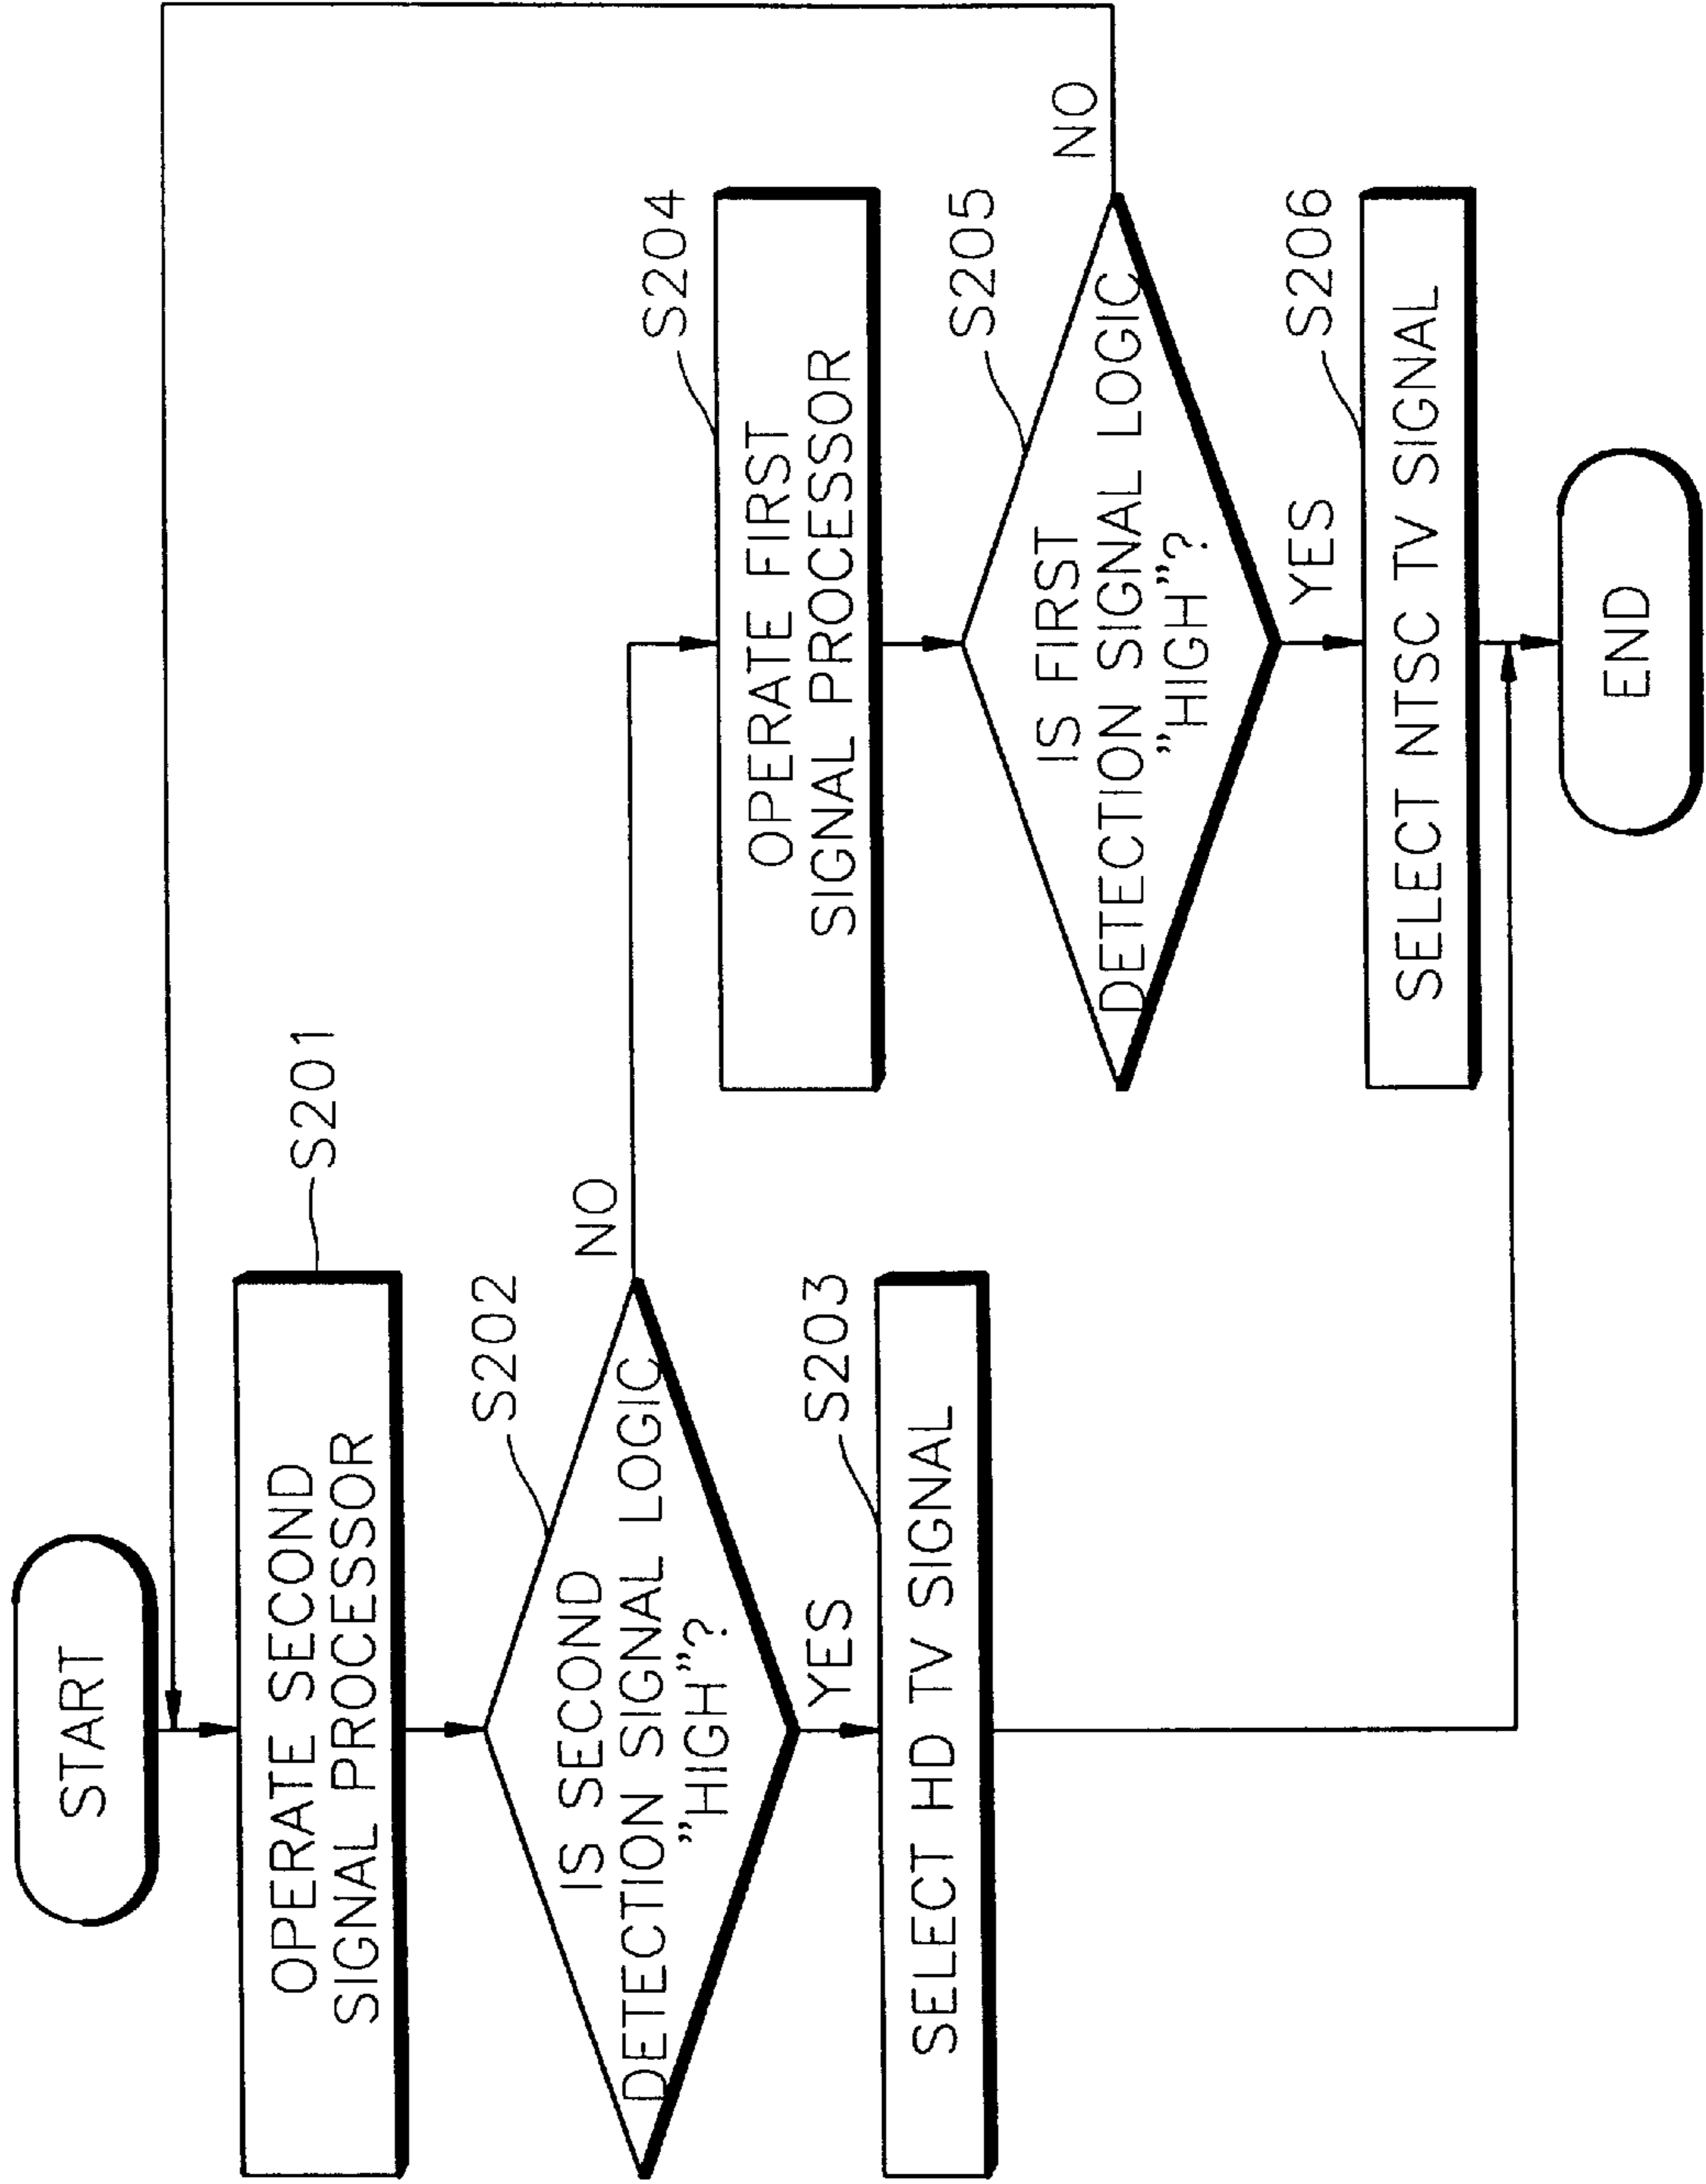 START
OPERATE SECOND
SIGNAL PROCESSOR
S201
IS SECOND
DETECTION SIGNAL LOGIC
"HIGH"?
S202
NO
YES
SELECT HD TV SIGNAL
S203
OPERATE FIRST
SIGNAL PROCESSOR
S204
IS FIRST
DETECTION SIGNAL LOGIC
"HIGH"?
S205
NO
YES
SELECT NTSC TV SIGNAL
S206
END